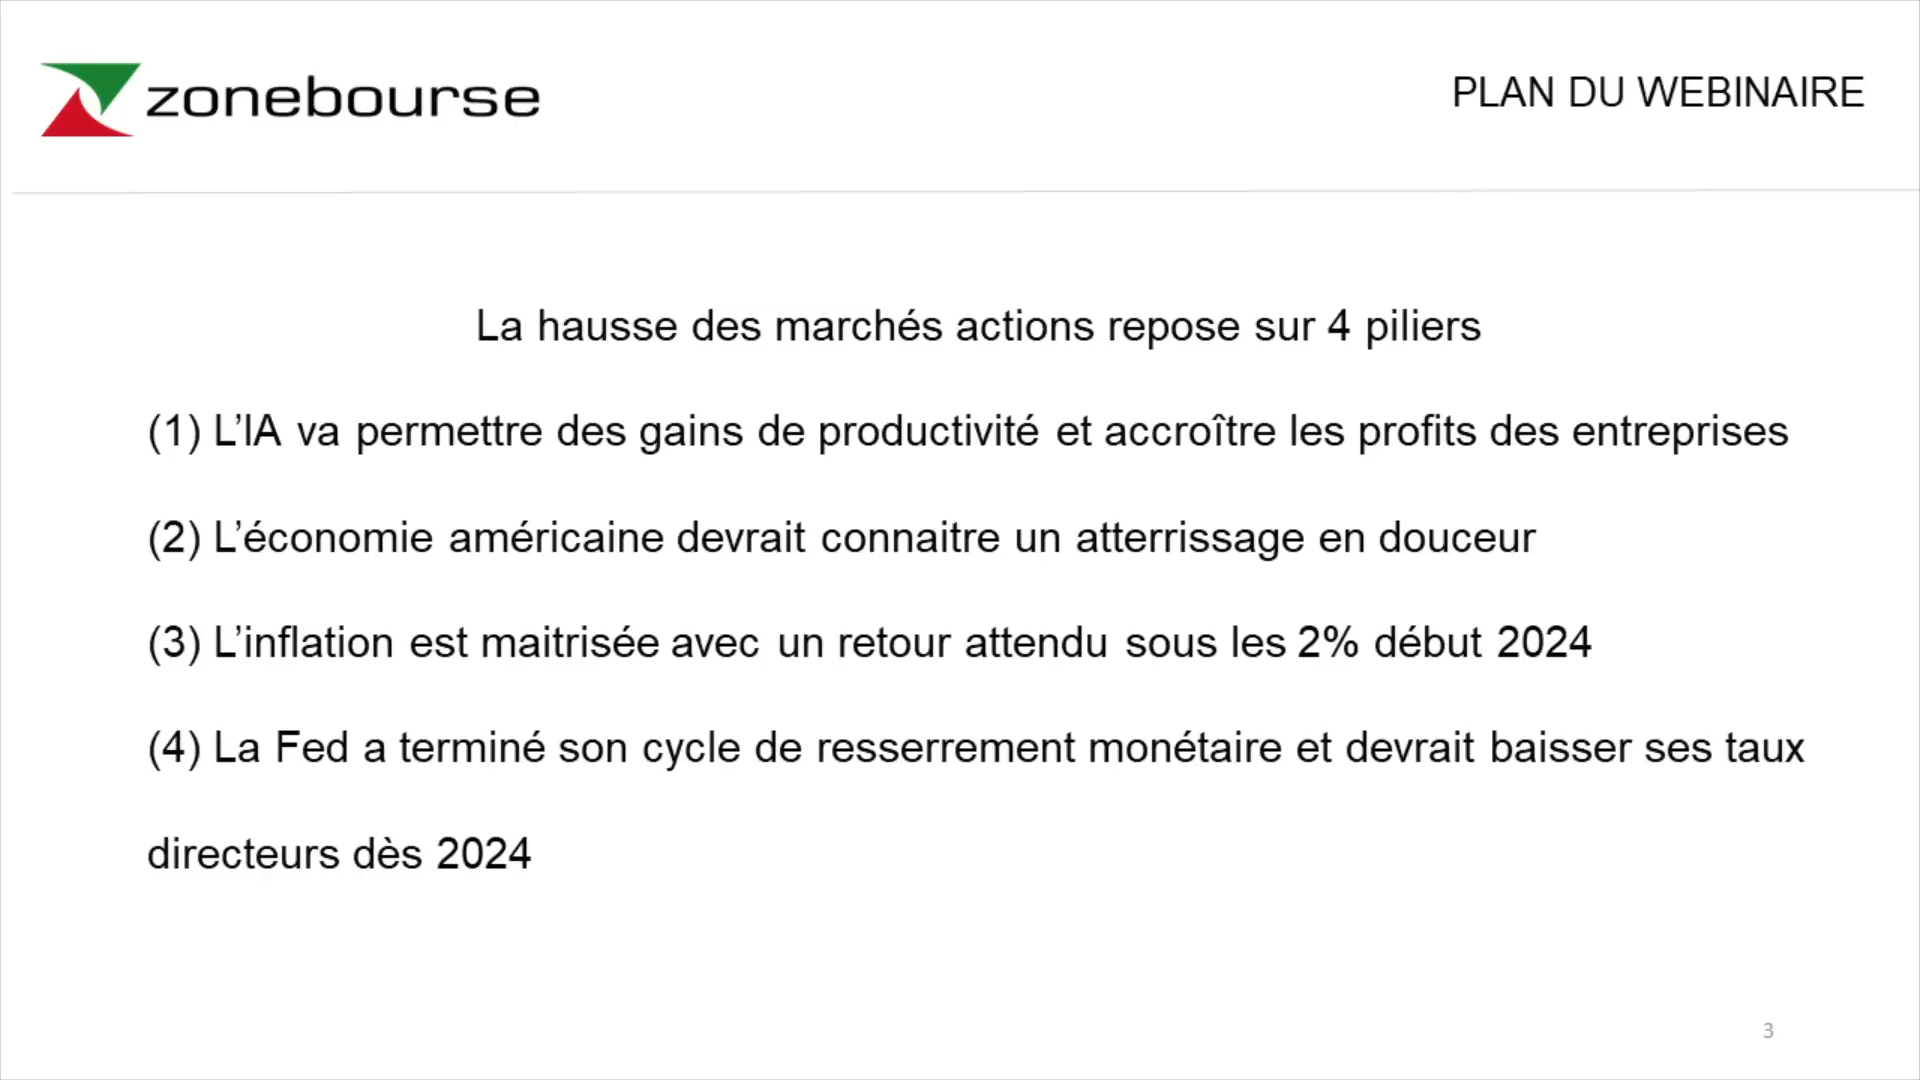 zonebourse
PLAN DU WEBINAIRE
La hausse des marchés actions repose sur 4 piliers
(1) L’IA va permettre des gains de productivité et accroître les profits des entreprises
(2) L’économie américaine devrait connaitre un atterrissage en douceur
(3) L’inflation est maitrisée avec un retour attendu sous les 2% début 2024
(4) La Fed a terminé son cycle de resserrement monétaire et devrait baisser ses taux
directeurs dès 2024
3